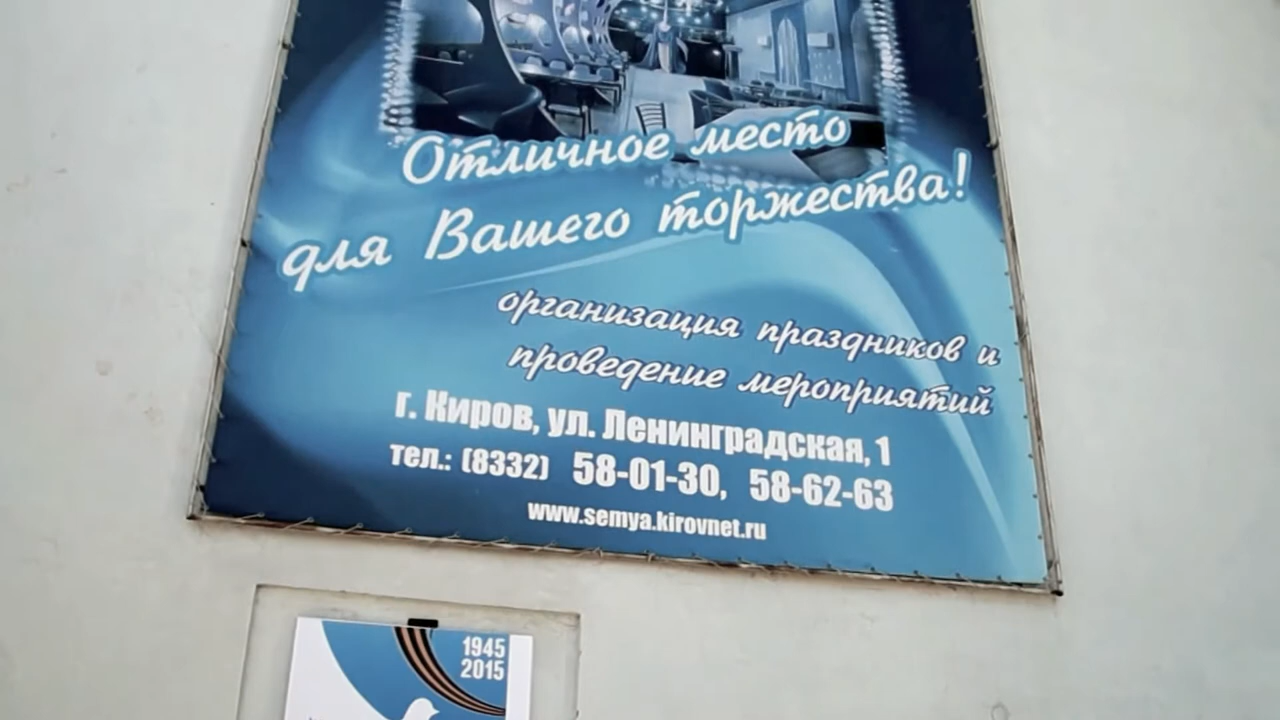 Отличное место
для Вашего торжества!
организация праздников и
проведение мероприятий
г. Киров, ул. Ленинградская, 1
тел.: (8332) 58-01-30, 58-62-63
www.semya.kirovnet.ru
1945
2015